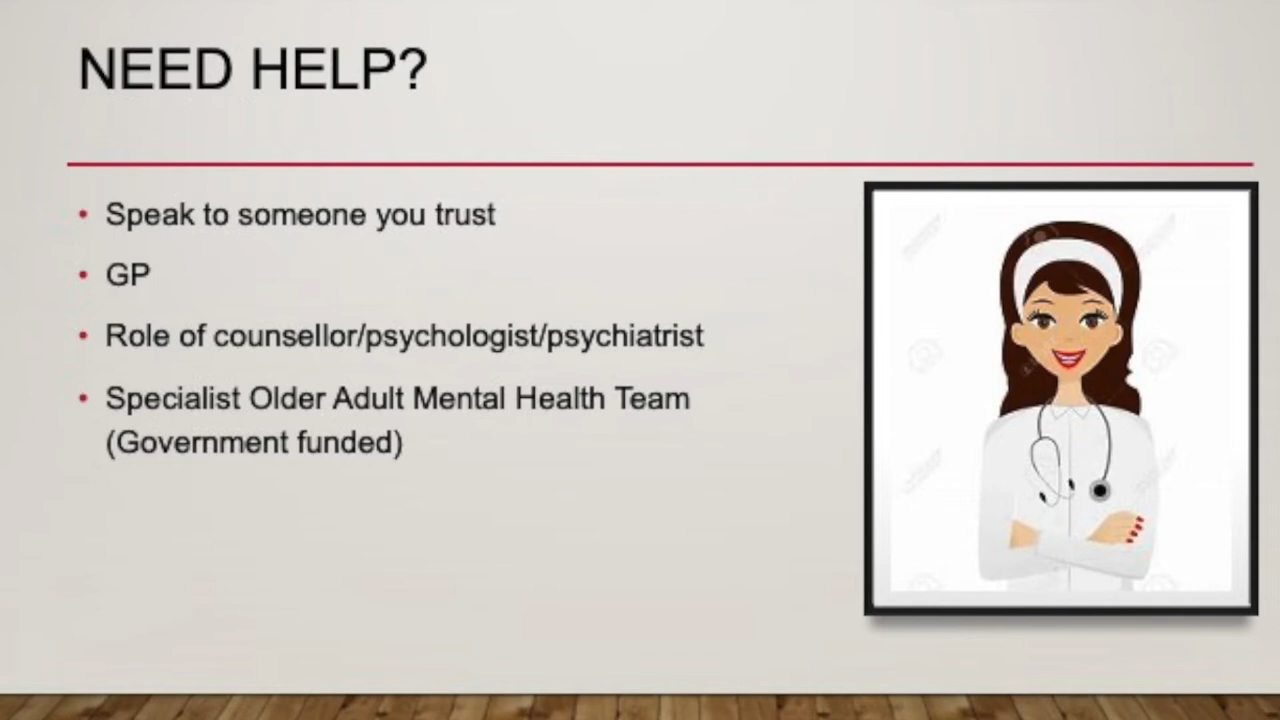 NEED HELP?
• Speak to someone you trust
• GP
• Role of counsellor/psychologist/psychiatrist
• Specialist Older Adult Mental Health Team
(Government funded)